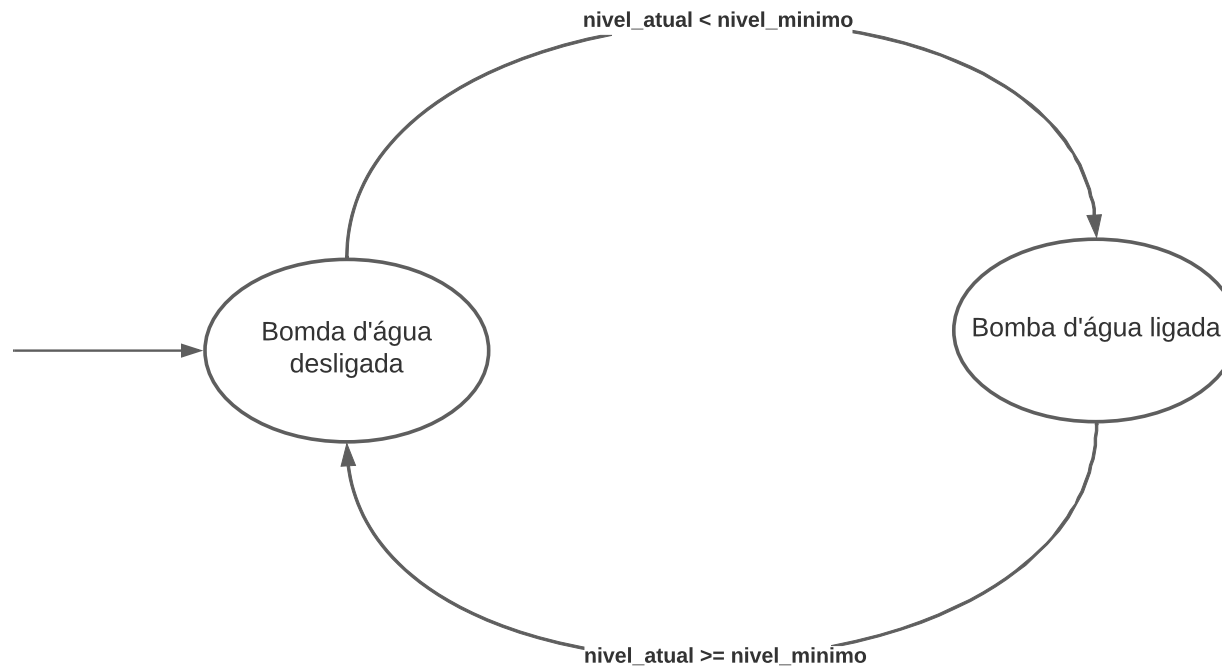 nivel_atual < nivel_minimo
Bomda d'água
desligada
Bomba d'água ligada
nivel_atual >= nivel_minimo